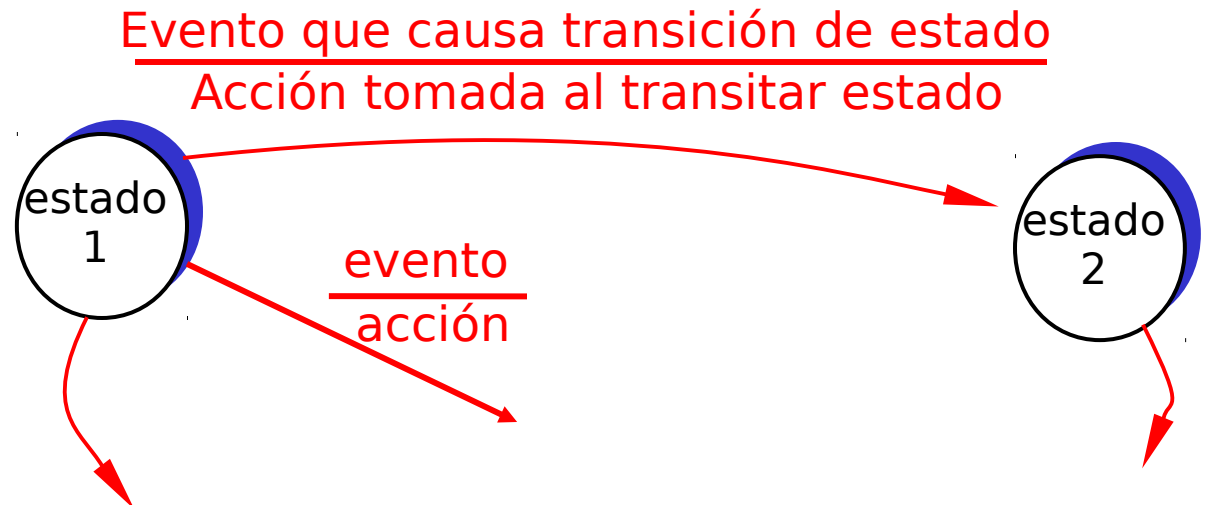 Evento que causa transición de estado
Acción tomada al transitar estado
estado
1
evento
acción
estado
2